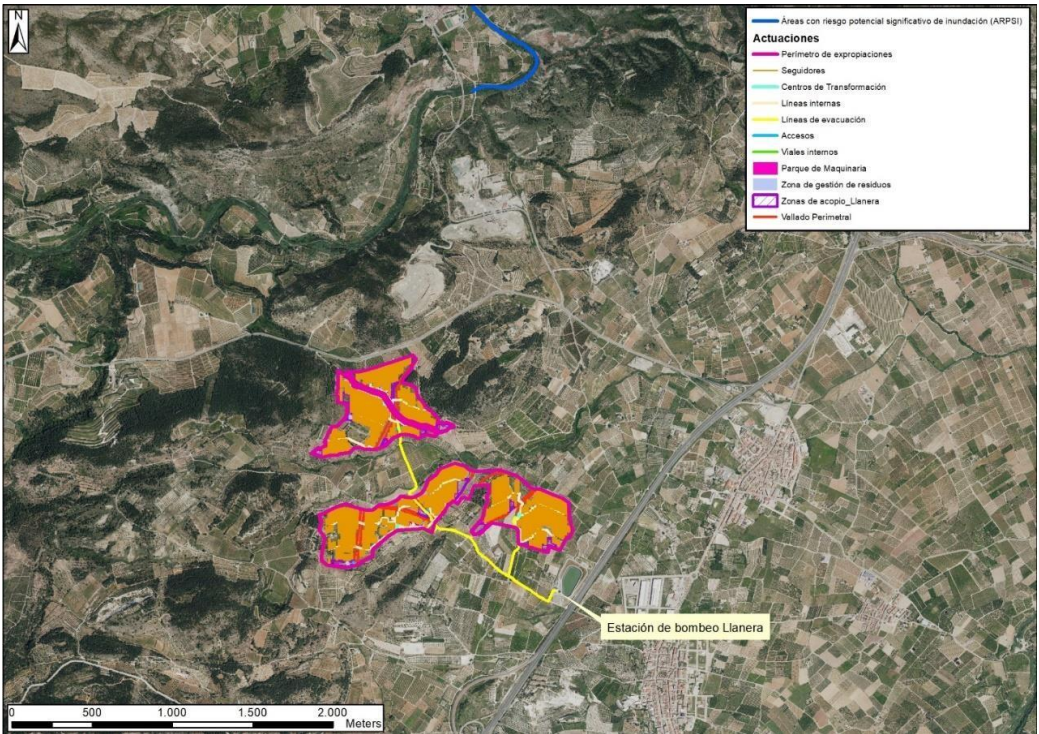 N
Áreas con riesgo potencial significativo de inundación (ARPSI)
Actuaciones
Perímetro de expropiaciones
Seguidores
Centros de Transformación
Líneas internas
Líneas de evacuación
Accesos
Viales internos
Parque de Maquinaria
Zona de gestión de residuos
Zonas de acopio_Llanera
Vallado Perimetral
Estación de bombeo Llanera
0 500 1.000 1.500 2.000
Meters